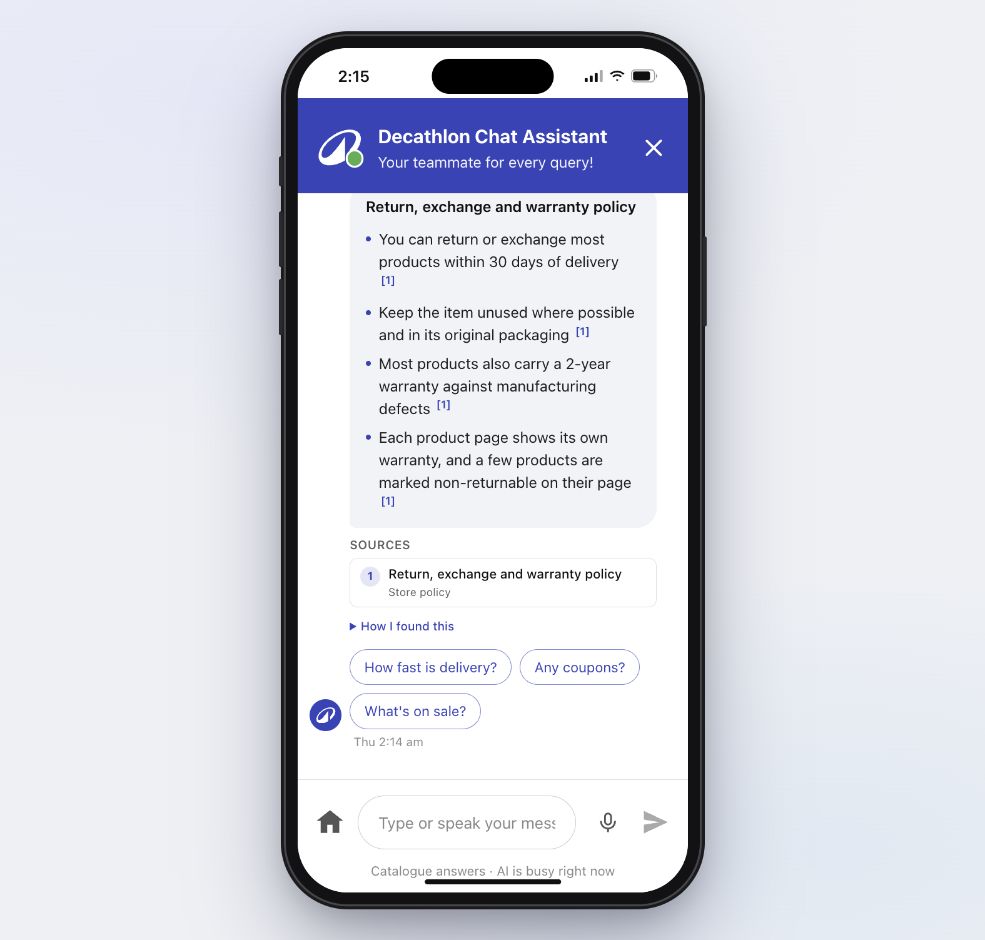 2:15
Decathlon Chat Assistant
Your teammate for every query!
Return, exchange and warranty policy
• You can return or exchange most
products within 30 days of delivery
[1]
• Keep the item unused where possible
and in its original packaging [1]
• Most products also carry a 2-year
warranty against manufacturing
defects [1]
• Each product page shows its own
warranty, and a few products are
marked non-returnable on their page
[1]
SOURCES
1 Return, exchange and warranty policy
Store policy
How I found this
How fast is delivery? Any coupons?
What's on sale?
Thu 2:14 am
Type or speak your mess
Catalogue answers · AI is busy right now